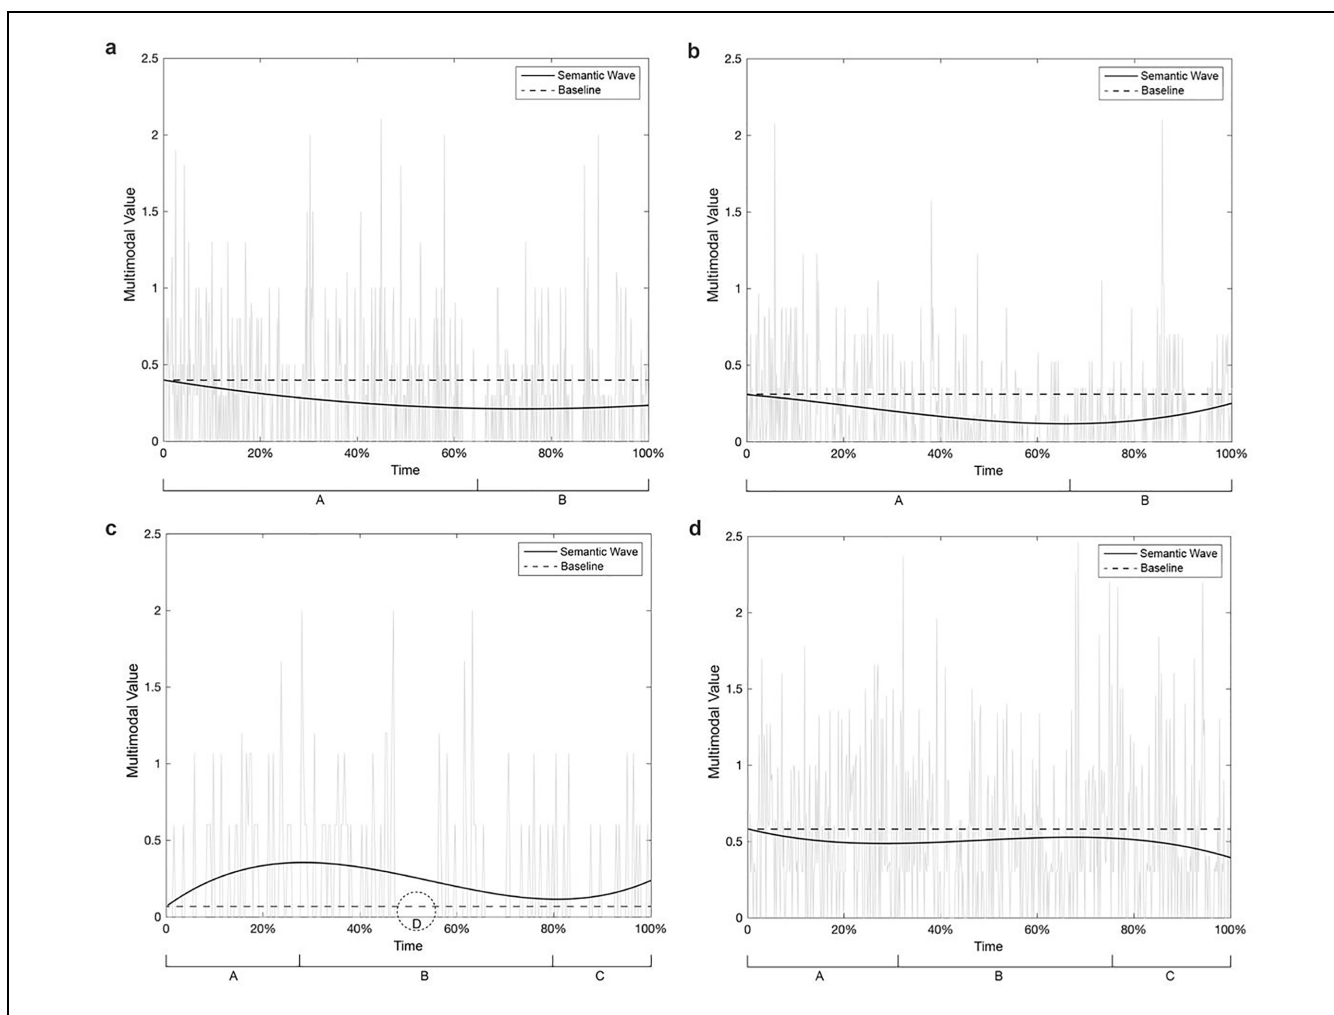 a
2.5
Semantic Wave
Baseline
2
1.5
1
0.5
0
Multimodal Value
0 20% 40% 60% 80% 100%
Time
A B
b
2.5
Semantic Wave
Baseline
2
1.5
1
0.5
0
Multimodal Value
0 20% 40% 60% 80% 100%
Time
A B
c
2.5
Semantic Wave
Baseline
2
1.5
1
0.5
0
Multimodal Value
D
0 20% 40% 60% 80% 100%
Time
A B C
d
2.5
Semantic Wave
Baseline
2
1.5
1
0.5
0
Multimodal Value
0 20% 40% 60% 80% 100%
Time
A B C